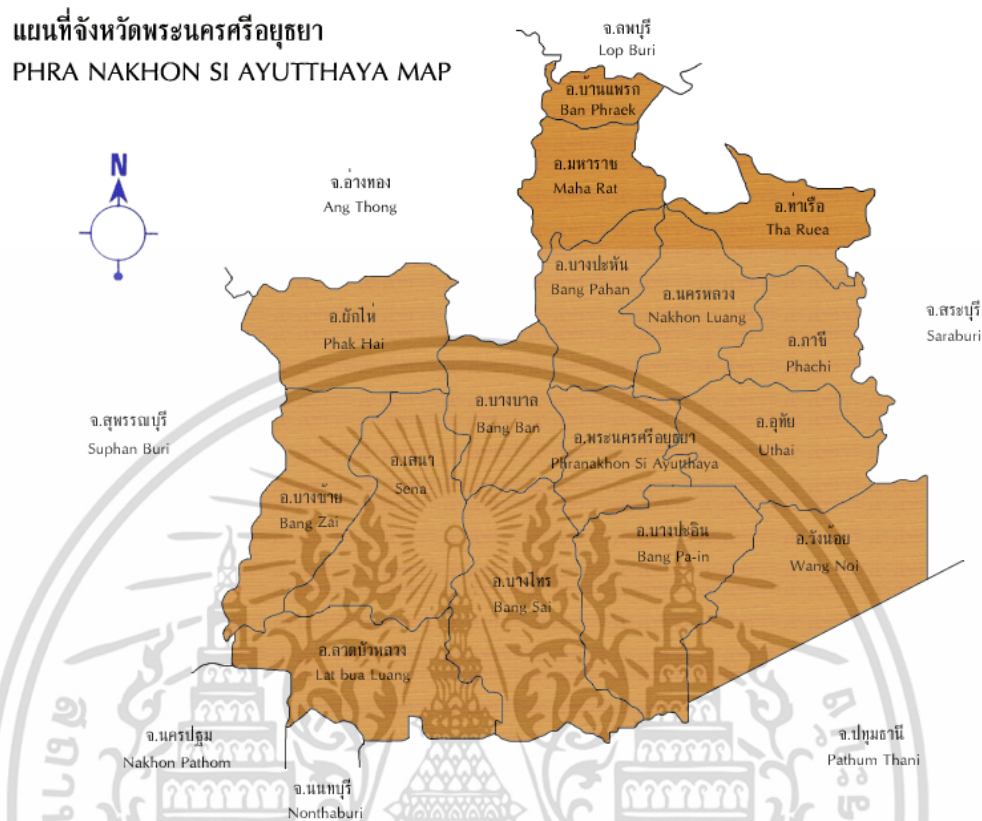 แผนที่จังหวัดพระนครศรีอยุธยา
PHRA NAKHON SI AYUTTHAYA MAP
จ.ลพบุรี
Lop Buri
อ.บ้านแพรก
Ban Phraek
N
อ.มหาราช
Maha Rat
จ.อ่างทอง
Ang Thong
อ.ท่าเรือ
Tha Ruea
อ.บางปะหัน
Bang Pahan
อ.นครหลวง
Nakhon Luang
จ.สระบุรี
Saraburi
อ.ผักไห่
Phak Hai
อ.ภาชี
Phachi
จ.สุพรรณบุรี
Suphan Buri
อ.บางบาล
Bang Ban
อ.พระนครศรีอยุธยา
Phranakhon Si Ayutthaya
อ.อุทัย
Uthai
อ.เสนา
Sena
อ.บางซ้าย
Bang Zai
อ.บางปะอิน
Bang Pa-in
อ.วังน้อย
Wang Noi
อ.บางไทร
Bang Sai
อ.ลาดบัวหลวง
Lat bua Luang
จ.นครปฐม
Nakhon Pathom
จ.ปทุมธานี
Pathum Thani
จ.นนทบุรี
Nonthaburi